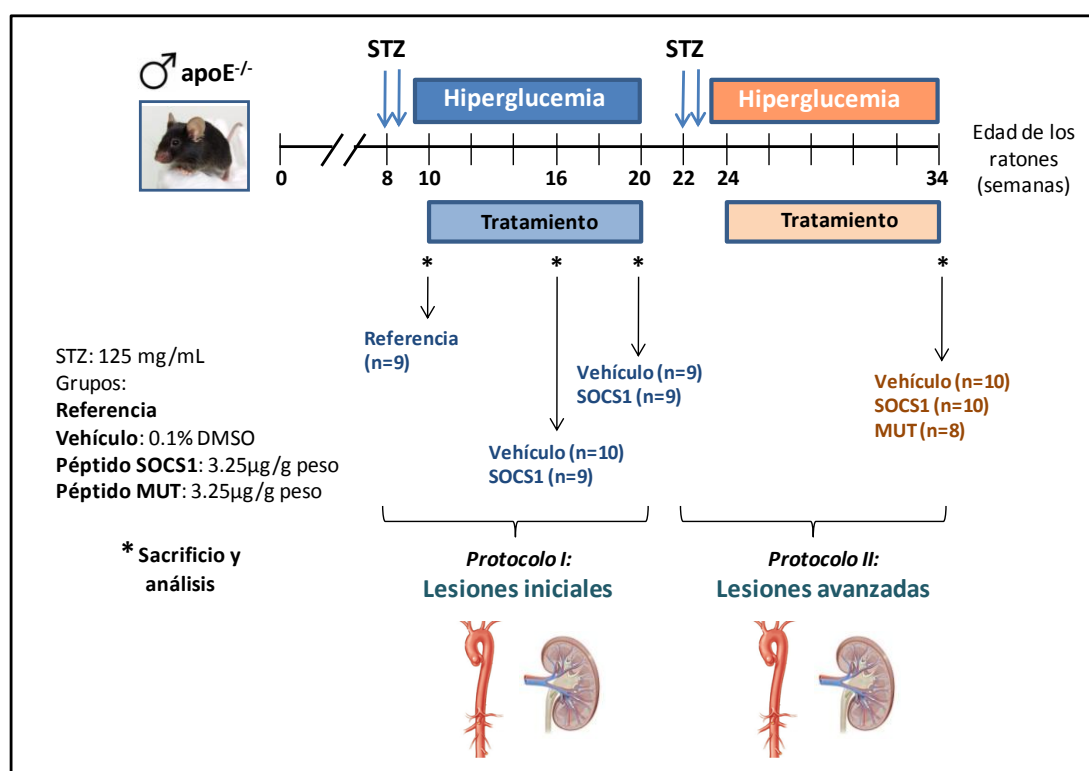 ♂ apoE-/-
STZ
STZ
Hiperglucemia
Hiperglucemia
0
8
10
16
20
22
24
34
Edad de los
ratones
(semanas)
Tratamiento
Tratamiento
*
*
*
*
Referencia
(n=9)
Vehículo (n=9)
SOCS1 (n=9)
Vehículo (n=10)
SOCS1 (n=9)
Vehículo (n=10)
SOCS1 (n=10)
MUT (n=8)
STZ: 125 mg/mL
Grupos:
Referencia
Vehículo: 0.1% DMSO
Péptido SOCS1: 3.25µg/g peso
Péptido MUT: 3.25µg/g peso
* Sacrificio y
análisis
Protocolo I:
Lesiones iniciales
Protocolo II:
Lesiones avanzadas